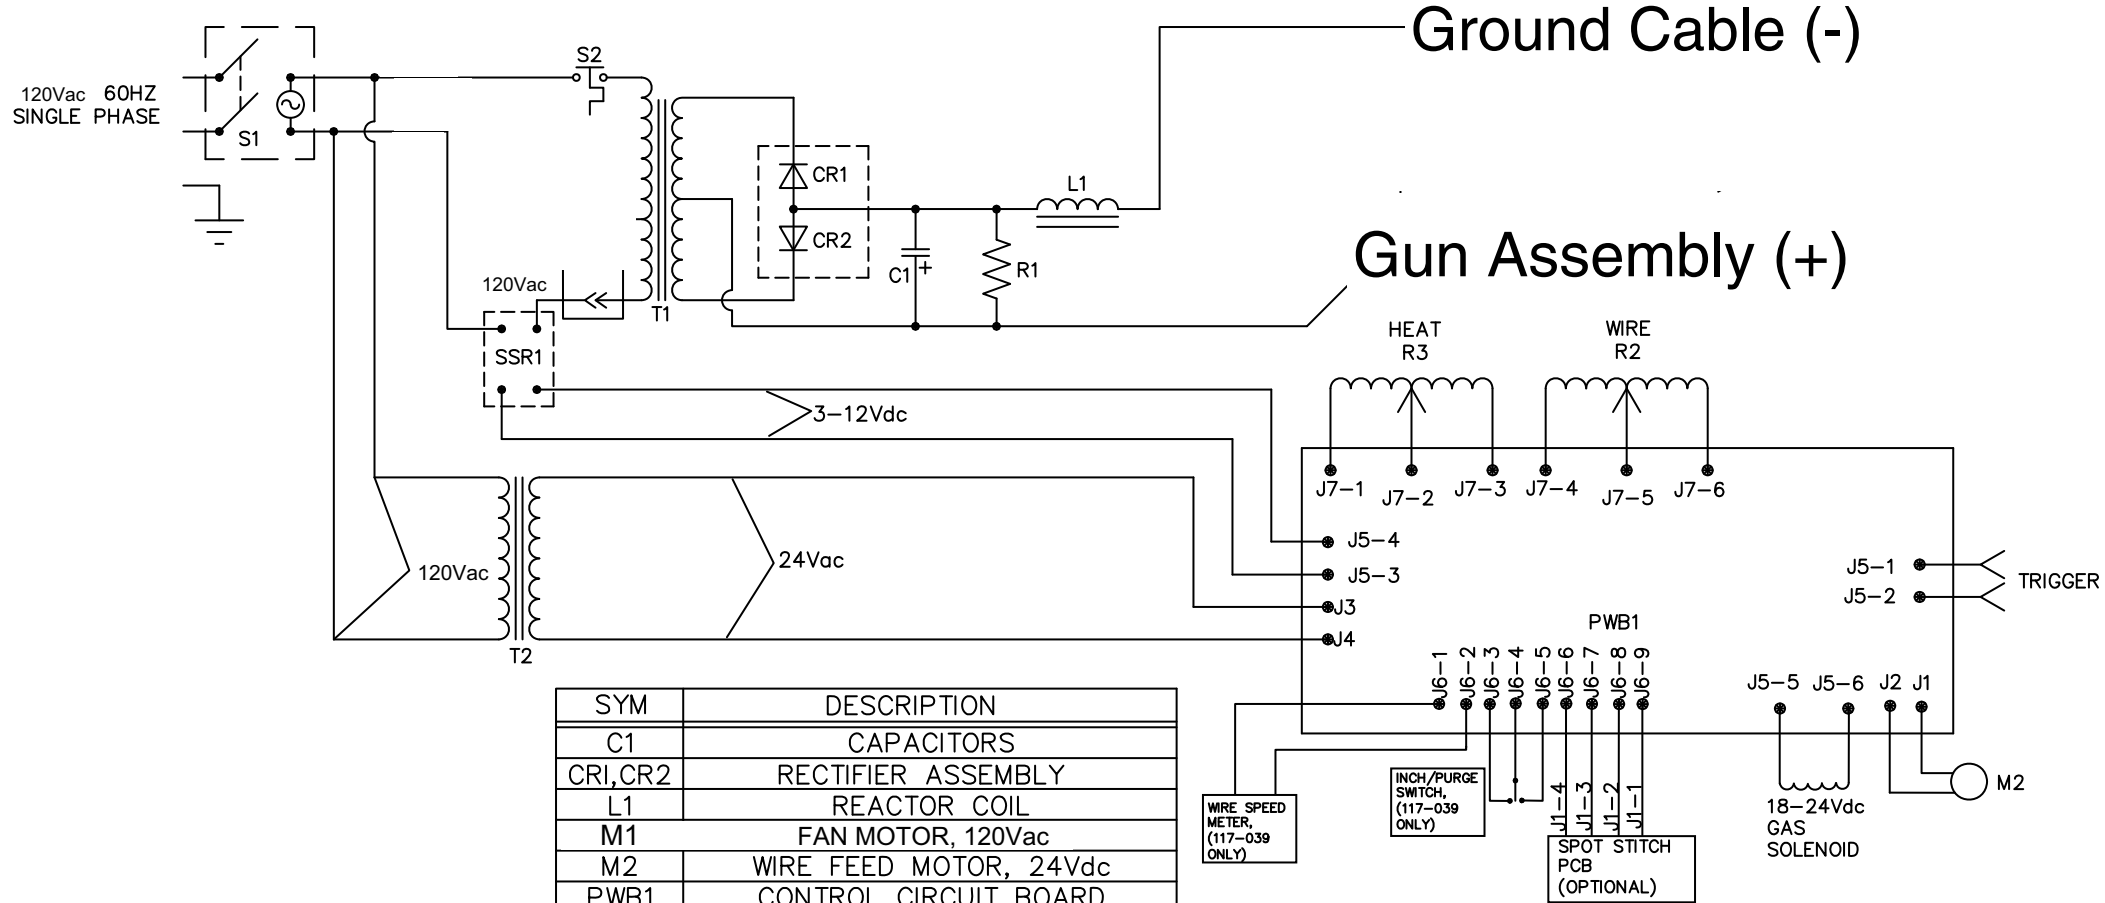 Ground Cable (-)
S2
120Vac 60HZ
SINGLE PHASE
S1
CR1
L1
CR2
Gun Assembly (+)
C1
+
R1
120Vac
T1
HEAT
R3
WIRE
R2
SSR1
3-12Vdc
J7-1
J7-2
J7-3
J7-4
J7-5
J7-6
J5-4
24Vac
120Vac
J5-3
J5-1
TRIGGER
J5-2
J3
PWB1
J4
T2
J6-1
J6-2
J6-3
J6-4
J6-5
J6-6
J6-7
J6-8
J6-9
J5-5
J5-6
J2
J1
SYM DESCRIPTION
C1 CAPACITORS
CR1,CR2 RECTIFIER ASSEMBLY
L1 REACTOR COIL
M1 FAN MOTOR, 120Vac
M2 WIRE FEED MOTOR, 24Vdc
PWB1 CONTROL CIRCUIT BOARD
WIRE SPEED
METER,
(117-039
ONLY)
INCH/PURGE
SWITCH,
(117-039
ONLY)
J1-4
J1-3
J1-2
J1-1
SPOT STITCH
PCB
(OPTIONAL)
18-24Vdc
GAS
SOLENOID
M2